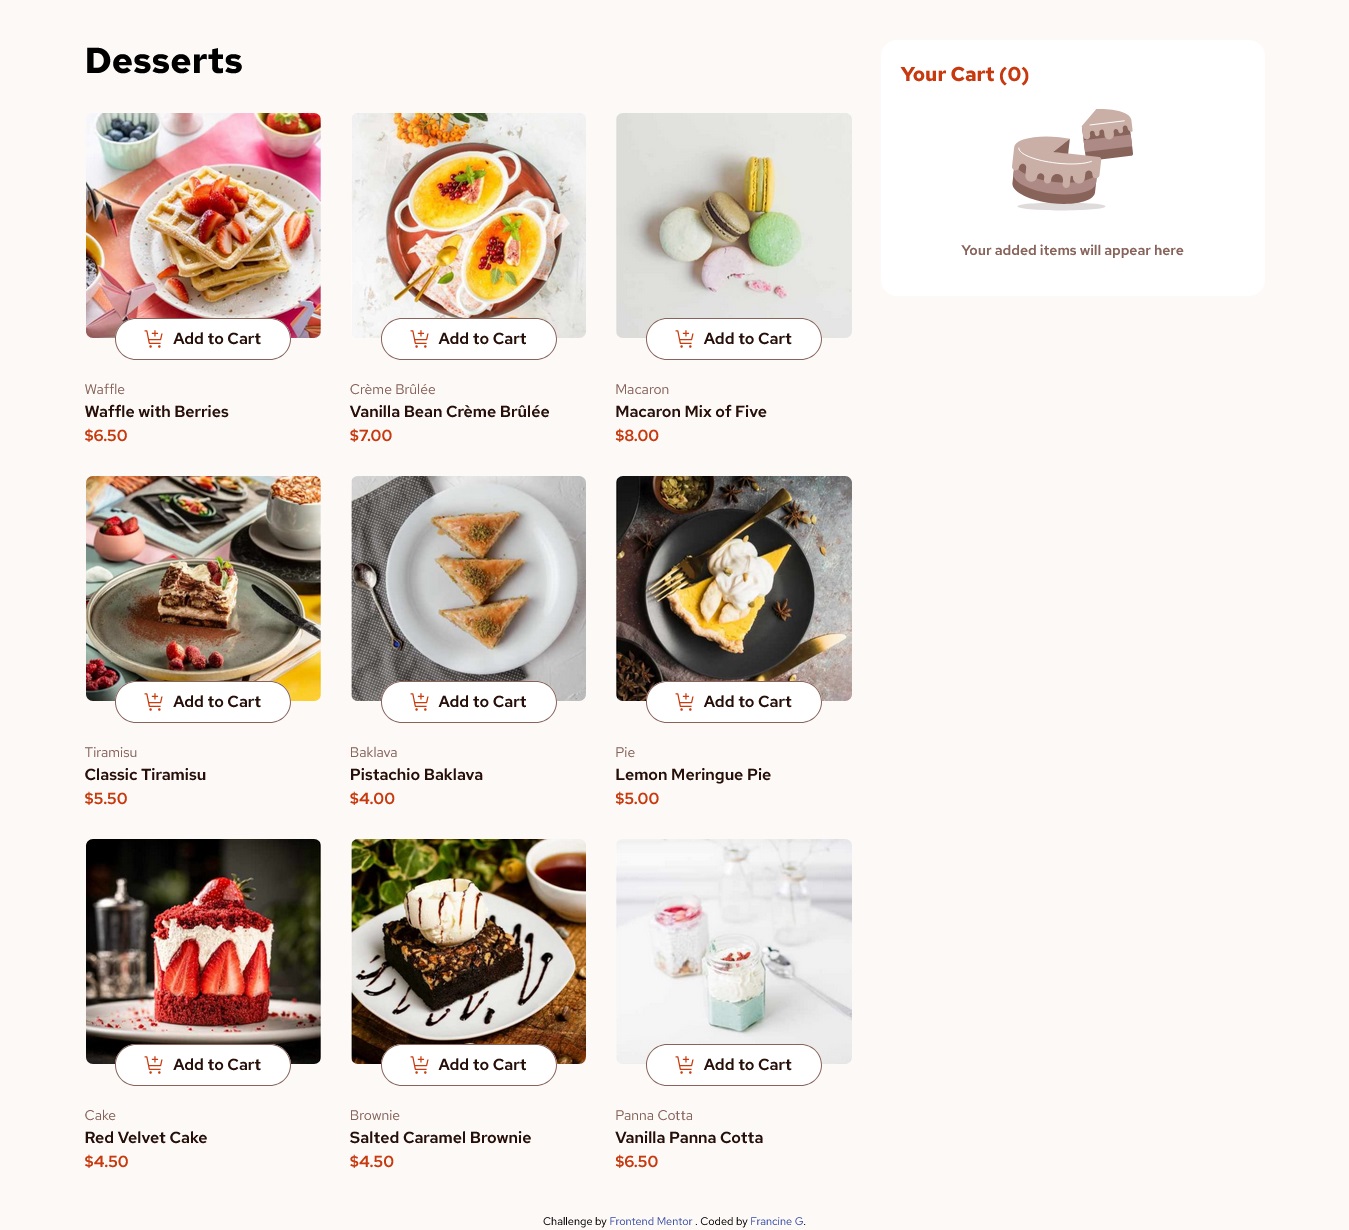 Desserts
Your Cart (0)
Your added items will appear here
Add to Cart
Add to Cart
Add to Cart
Waffle
Waffle with Berries
$6.50
Crème Brûlée
Vanilla Bean Crème Brûlée
$7.00
Macaron
Macaron Mix of Five
$8.00
Add to Cart
Add to Cart
Add to Cart
Tiramisu
Classic Tiramisu
$5.50
Baklava
Pistachio Baklava
$4.00
Pie
Lemon Meringue Pie
$5.00
Add to Cart
Add to Cart
Add to Cart
Cake
Red Velvet Cake
$4.50
Brownie
Salted Caramel Brownie
$4.50
Panna Cotta
Vanilla Panna Cotta
$6.50
Challenge by Frontend Mentor . Coded by Francine G.